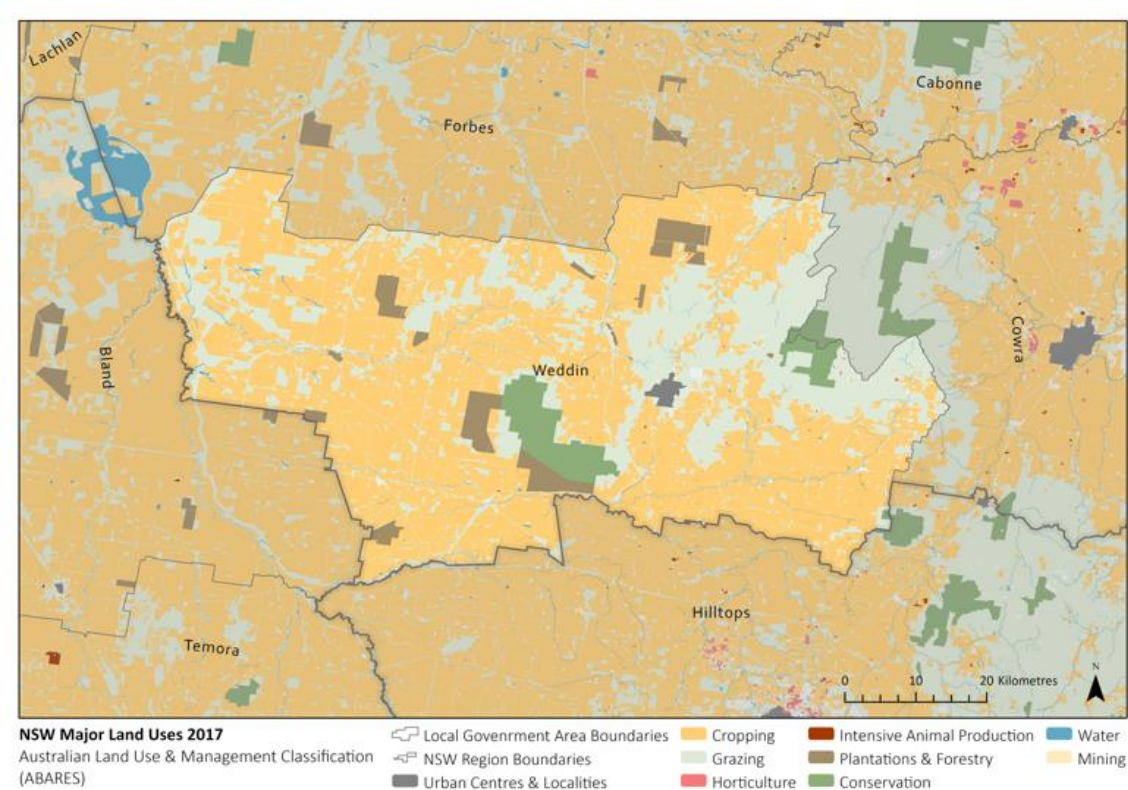 Lachlan
Cabonne
Forbes
Bland
Cowra
Weddin
Hilltops
Temora
0 10 20 Kilometres
N
NSW Major Land Uses 2017
Australian Land Use & Management Classification
(ABARES)
Local Govenrment Area Boundaries
NSW Region Boundaries
Urban Centres & Localities
Cropping
Grazing
Horticulture
Intensive Animal Production
Plantations & Forestry
Conservation
Water
Mining